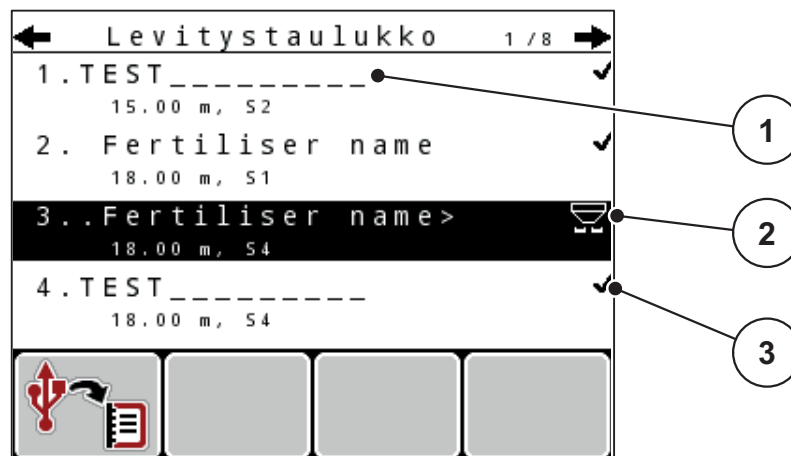 Levitystaulukko 1/8
1.TEST_________
15.00 m, S2
2. Fertiliser name
18.00 m, S1
3..Fertiliser name>
18.00 m, S4
4.TEST_________
18.00 m, S4
1
2
3